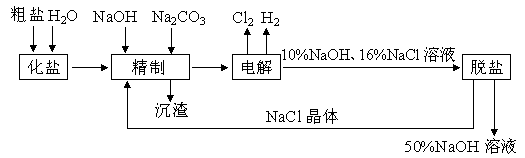 粗盐 H₂O NaOH Na₂CO₃ Cl₂ H₂
化盐 精制 电解 10%NaOH、16%NaCl 溶液 脱盐
沉渣
NaCl 晶体
50%NaOH 溶液